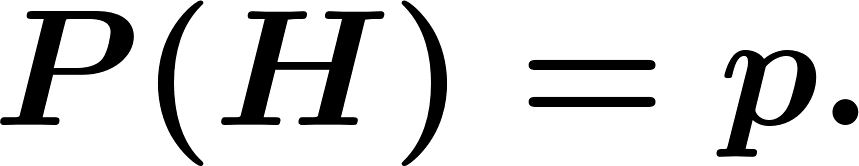 P(H) = p.